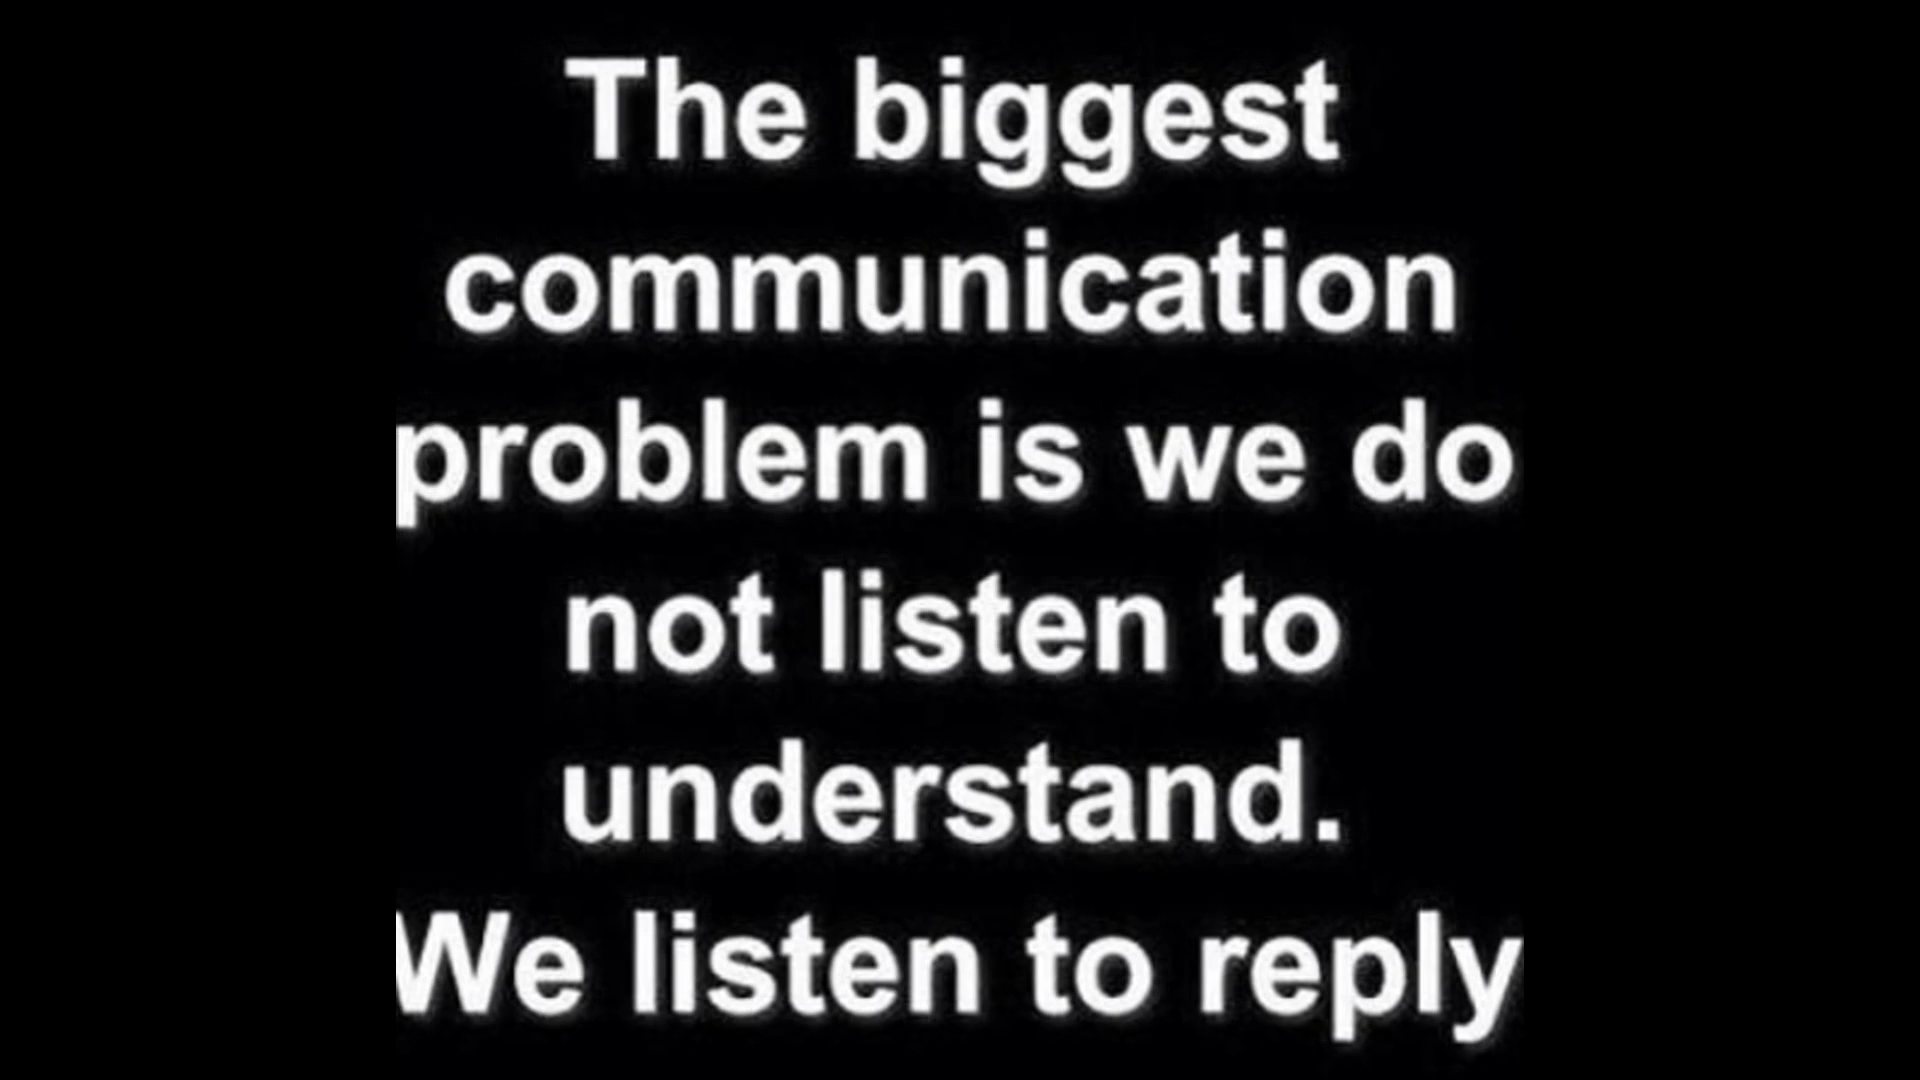 The biggest
communication
problem is we do
not listen to
understand.
We listen to reply